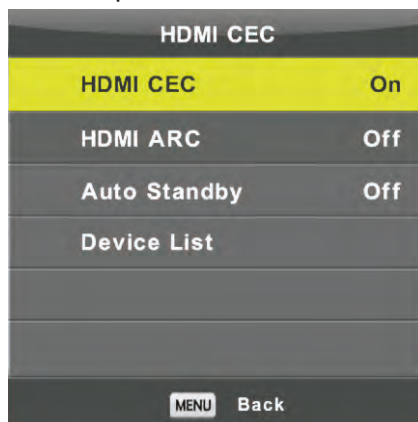 HDMI CEC
HDMI CEC On
HDMI ARC Off
Auto Standby Off
Device List
MENU Back